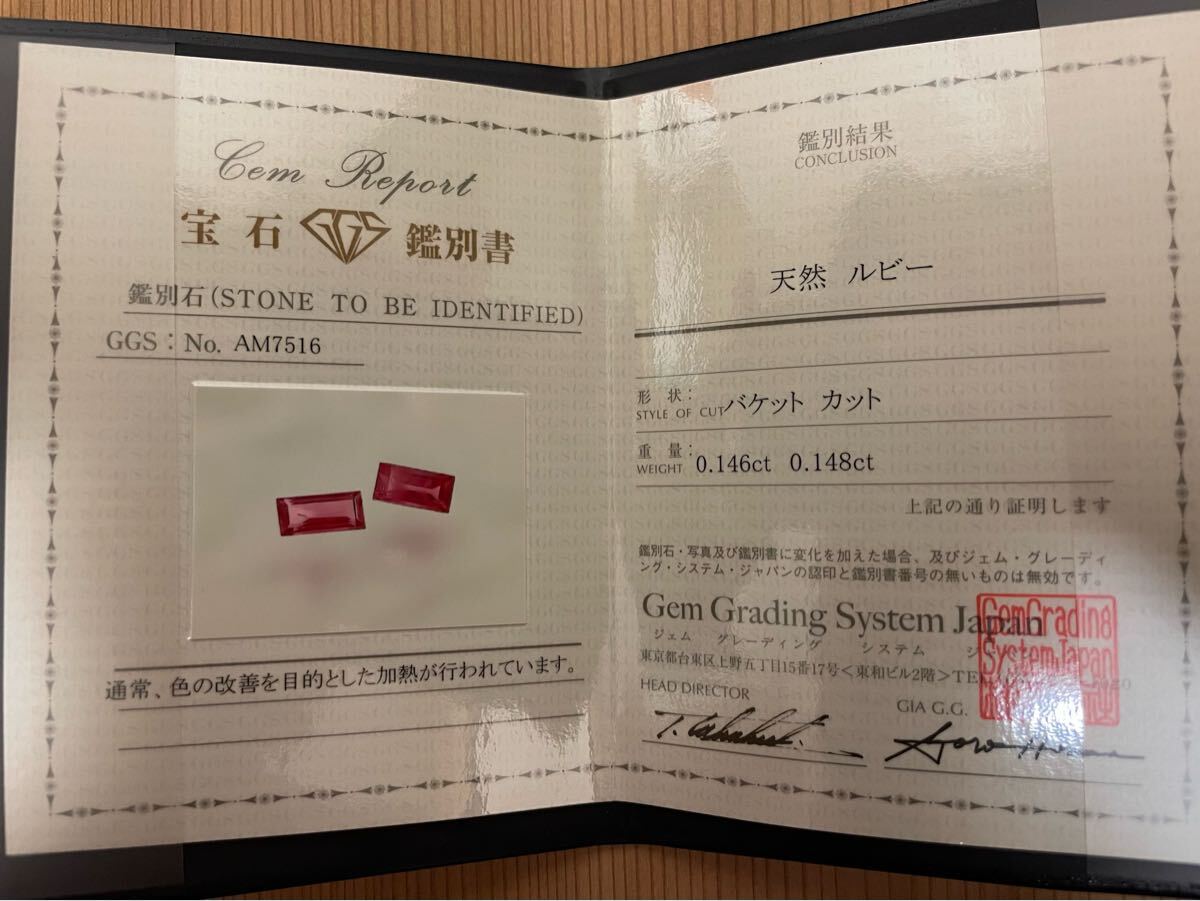 Gem Report
宝石 GGS 鑑別書
鑑別石(STONE TO BE IDENTIFIED)
GGS : No. AM7516
通常、色の改善を目的とした加熱が行われています。
鑑別結果
CONCLUSION
天然 ルビー
形 状:
STYLE OF CUT バケット カット
重 量:
WEIGHT 0.146ct 0.148ct
上記の通り証明します
鑑別石・写真及び鑑別書に変化を加えた場合、及びジェム・グレーディ
ング・システム・ジャパンの認印と鑑別書番号の無いものは無効です。
Gem Grading System Japan
ジェム グレーディング システム
東京都台東区上野五丁目15番17号<東和ビル2階>
HEAD DIRECTOR
GIA G.G.
GemGrading
SystemJapan